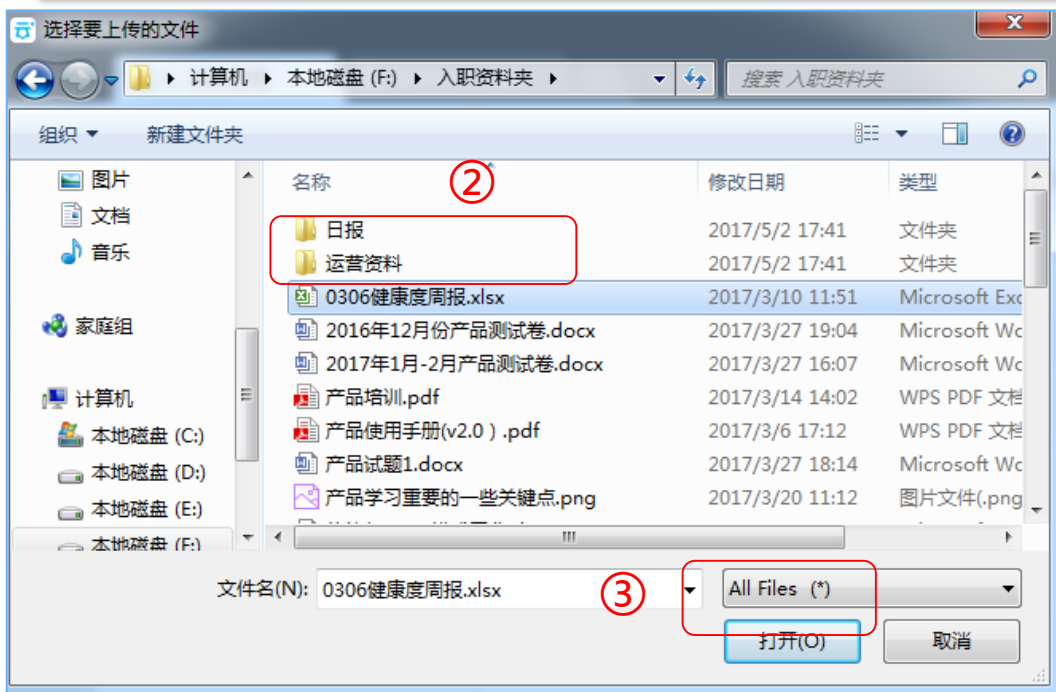 选择要上传的文件
计算机 本地磁盘 (F:) 入职资料夹 搜索 入职资料夹
组织 新建文件夹
图片
文档
音乐
家庭组
计算机
本地磁盘 (C:)
本地磁盘 (D:)
本地磁盘 (E:)
本地磁盘 (F:)
名称 ② 修改日期 类型
日报 2017/5/2 17:41 文件夹
运营资料 2017/5/2 17:41 文件夹
0306健康度周报.xlsx 2017/3/10 11:51 Microsoft Exc
2016年12月份产品测试卷.docx 2017/3/27 19:04 Microsoft Wc
2017年1月-2月产品测试卷.docx 2017/3/27 16:07 Microsoft Wc
产品培训.pdf 2017/3/14 14:02 WPS PDF 文档
产品使用手册(v2.0）.pdf 2017/3/6 17:12 WPS PDF 文档
产品试题1.docx 2017/3/27 18:14 Microsoft Wc
产品学习重要的一些关键点.png 2017/3/20 11:12 图片文件(.png
文件名(N): 0306健康度周报.xlsx ③ All Files (*)
打开(O) 取消